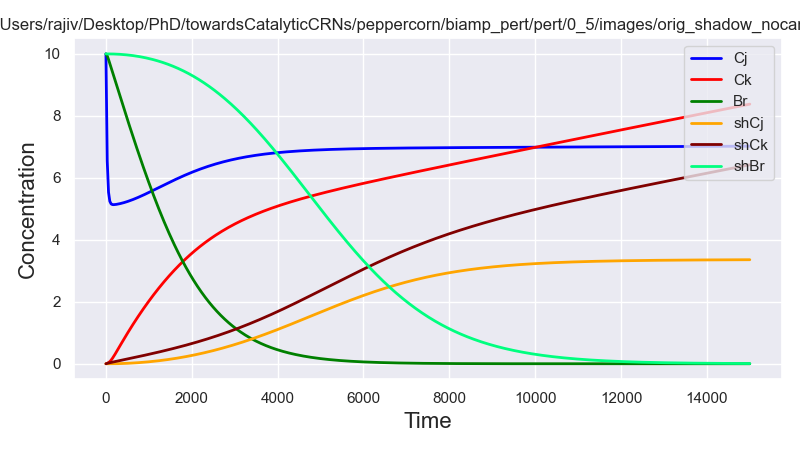 Users/rajiv/Desktop/PhD/towardsCatalyticCRNs/peppercorn/biamp_pert/pert/0_5/images/orig_shadow_nocat
10
8
6
4
2
0
Concentration
0 2000 4000 6000 8000 10000 12000 14000
Time
Cj
Ck
Br
shCj
shCk
shBr